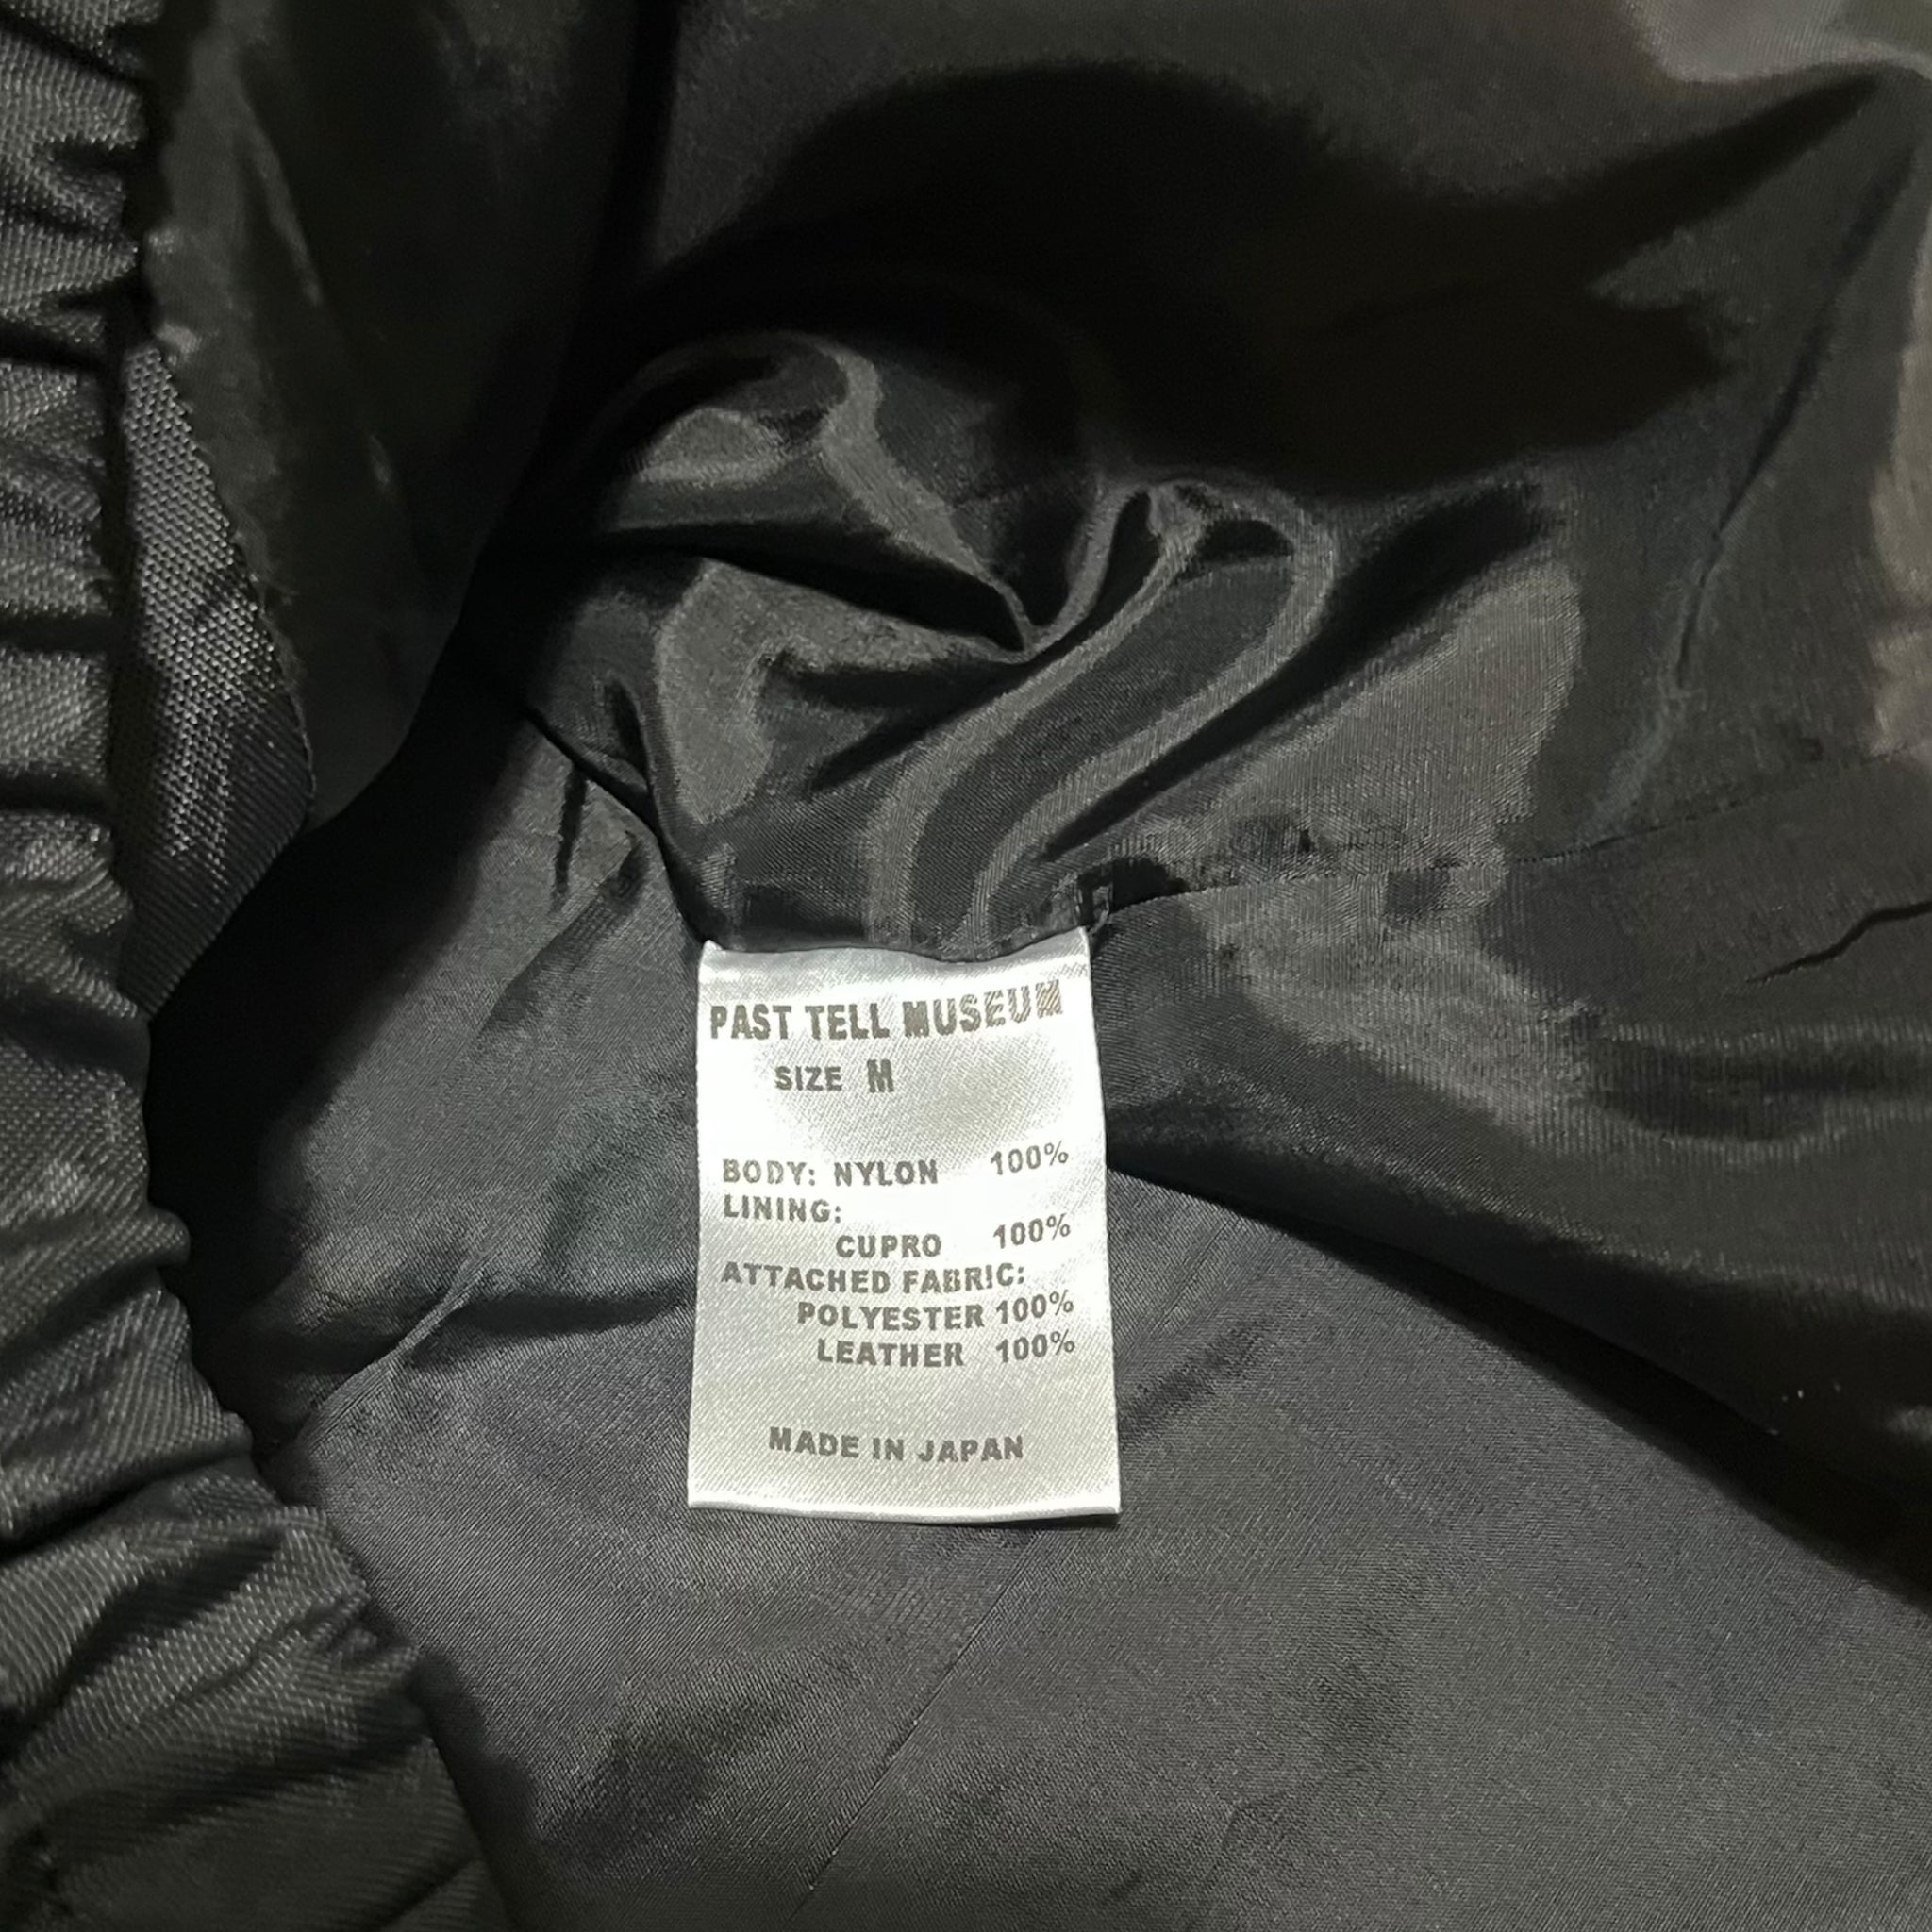 PAST TELL MUSEUM
SIZE M
BODY: NYLON 100%
LINING:
CUPRO 100%
ATTACHED FABRIC:
POLYESTER 100%
LEATHER 100%
MADE IN JAPAN